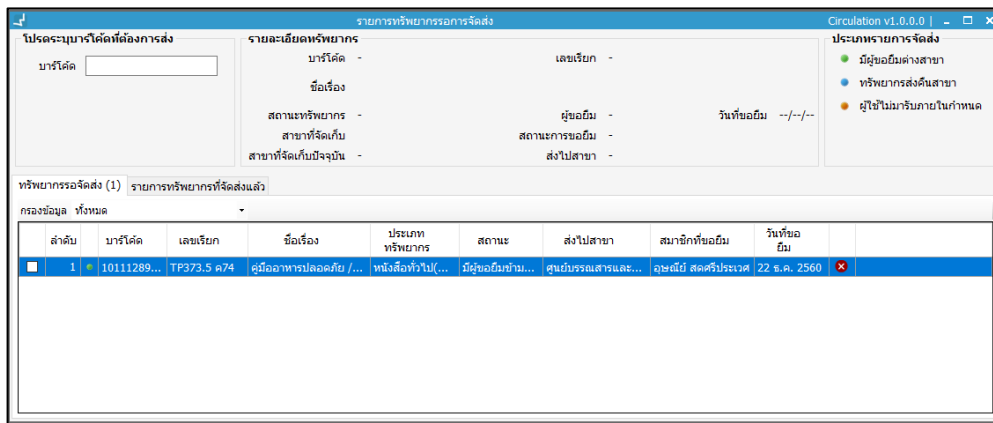 รายการทรัพยากรรอการจัดส่ง Circulation v1.0.0.0 |
โปรดระบุบาร์โค้ดที่ต้องการส่ง รายละเอียดทรัพยากร ประเภทรายการจัดส่ง
บาร์โค้ด บาร์โค้ด - เลขเรียก - มีผู้ขอยืมต่างสาขา
ชื่อเรื่อง ทรัพยากรส่งคืนสาขา
สถานะทรัพยากร - ผู้ขอยืม - วันที่ขอยืม --/--/-- ผู้ใช้ไม่มารับภายในกำหนด
สาขาที่จัดเก็บ สถานะการขอยืม -
สาขาที่จัดเก็บปัจจุบัน - ส่งไปสาขา -
ทรัพยากรรอจัดส่ง (1) รายการทรัพยากรที่จัดส่งแล้ว
กรองข้อมูล ทั้งหมด
ลำดับ บาร์โค้ด เลขเรียก ชื่อเรื่อง ประเภททรัพยากร สถานะ ส่งไปสาขา สมาชิกที่ขอยืม วันที่ขอยืม
1 10111289... TP373.5 ค74 คู่มืออาหารปลอดภัย /... หนังสือทั่วไป(... มีผู้ขอยืมข้าม... ศูนย์บรรณสารและ... อุษณีย์ สดศรีประเวศ 22 ธ.ค. 2560